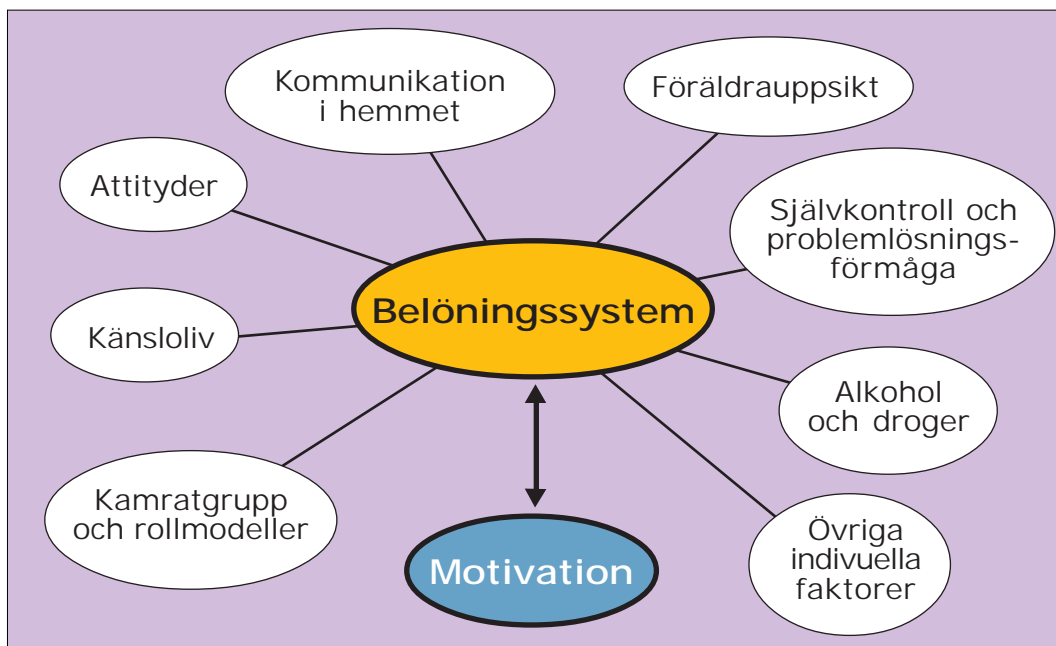 Kommunikation
i hemmet
Föräldrauppsikt
Attityder
Självkontroll och
problemlösnings-
förmåga
Belöningssystem
Känsloliv
Alkohol
och droger
Kamratgrupp
och rollmodeller
Övriga
indivuella
faktorer
Motivation